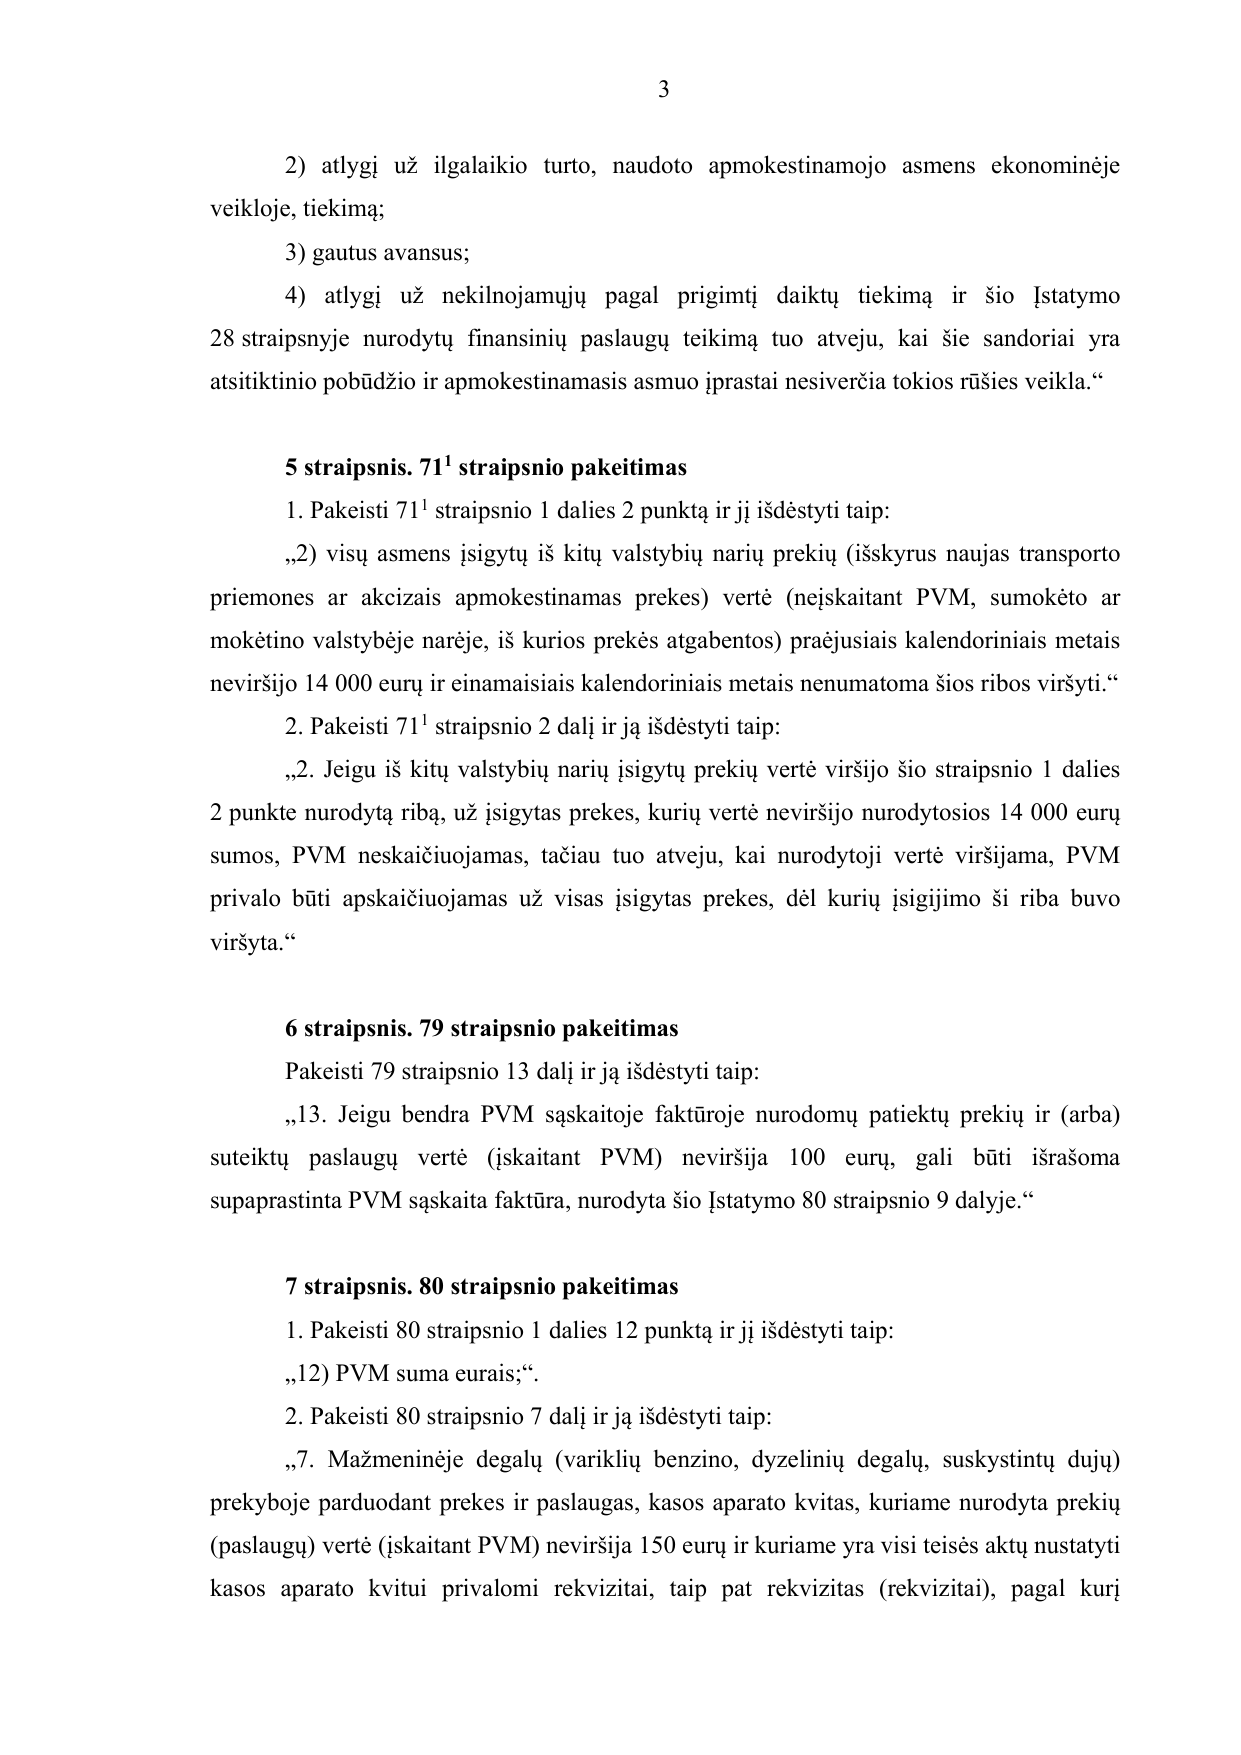 3
2) atlygį už ilgalaikio turto, naudoto apmokestinamojo asmens ekonominėje
veikloje, tiekimą;
3) gautus avansus;
4) atlygį už nekilnojamųjų pagal prigimtį daiktų tiekimą ir šio Įstatymo
28 straipsnyje nurodytų finansinių paslaugų teikimą tuo atveju, kai šie sandoriai yra
atsitiktinio pobūdžio ir apmokestinamasis asmuo įprastai nesiverčia tokios rūšies veikla.“
5 straipsnis. 71¹ straipsnio pakeitimas
1. Pakeisti 71¹ straipsnio 1 dalies 2 punktą ir jį išdėstyti taip:
„2) visų asmens įsigytų iš kitų valstybių narių prekių (išskyrus naujas transporto
priemones ar akcizais apmokestinamas prekes) vertė (neįskaitant PVM, sumokėto ar
mokėtino valstybėje narėje, iš kurios prekės atgabentos) praėjusiais kalendoriniais metais
neviršijo 14 000 eurų ir einamaisiais kalendoriniais metais nenumatoma šios ribos viršyti.“
2. Pakeisti 71¹ straipsnio 2 dalį ir ją išdėstyti taip:
„2. Jeigu iš kitų valstybių narių įsigytų prekių vertė viršijo šio straipsnio 1 dalies
2 punkte nurodytą ribą, už įsigytas prekes, kurių vertė neviršijo nurodytosios 14 000 eurų
sumos, PVM neskaičiuojamas, tačiau tuo atveju, kai nurodytoji vertė viršijama, PVM
privalo būti apskaičiuojamas už visas įsigytas prekes, dėl kurių įsigijimo ši riba buvo
viršyta.“
6 straipsnis. 79 straipsnio pakeitimas
Pakeisti 79 straipsnio 13 dalį ir ją išdėstyti taip:
„13. Jeigu bendra PVM sąskaitoje faktūroje nurodomų patiektų prekių ir (arba)
suteiktų paslaugų vertė (įskaitant PVM) neviršija 100 eurų, gali būti išrašoma
supaprastinta PVM sąskaita faktūra, nurodyta šio Įstatymo 80 straipsnio 9 dalyje.“
7 straipsnis. 80 straipsnio pakeitimas
1. Pakeisti 80 straipsnio 1 dalies 12 punktą ir jį išdėstyti taip:
„12) PVM suma eurais;“.
2. Pakeisti 80 straipsnio 7 dalį ir ją išdėstyti taip:
„7. Mažmeninėje degalų (variklių benzino, dyzelinių degalų, suskystintų dujų)
prekyboje parduodant prekes ir paslaugas, kasos aparato kvitas, kuriame nurodyta prekių
(paslaugų) vertė (įskaitant PVM) neviršija 150 eurų ir kuriame yra visi teisės aktų nustatyti
kasos aparato kvitui privalomi rekvizitai, taip pat rekvizitas (rekvizitai), pagal kurį